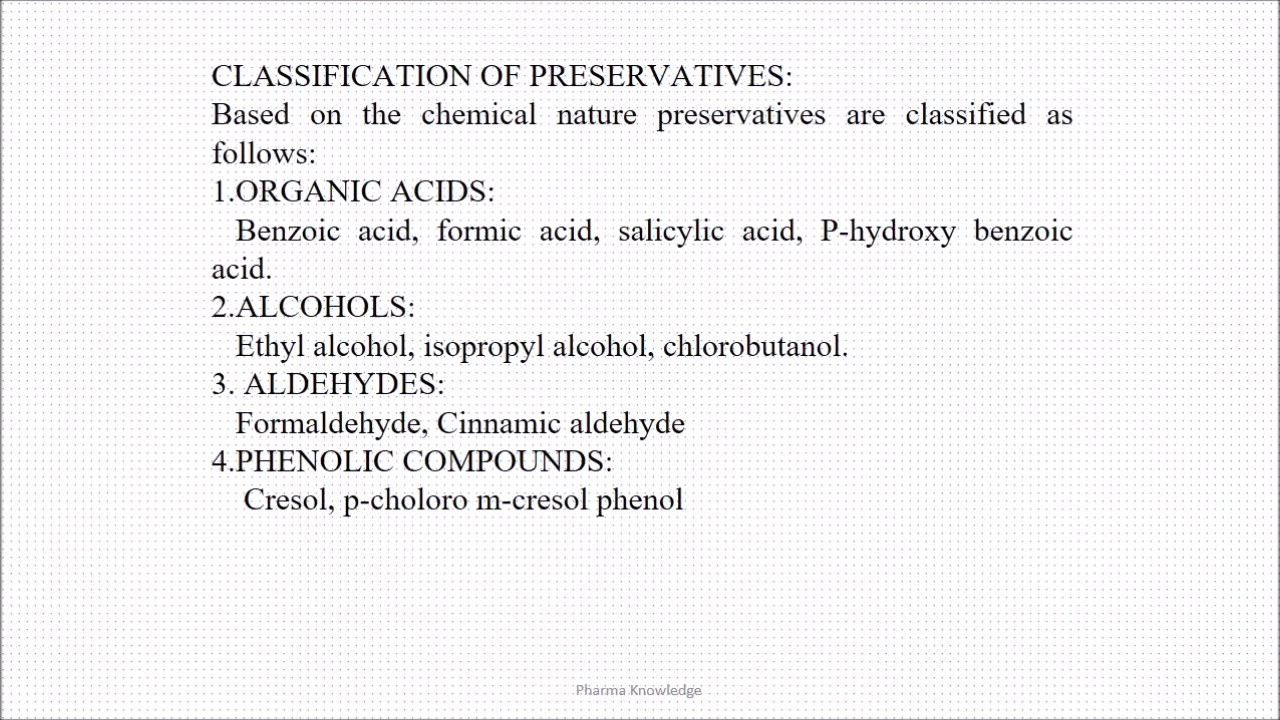 CLASSIFICATION OF PRESERVATIVES:
Based on the chemical nature preservatives are classified as
follows:
1.ORGANIC ACIDS:
Benzoic acid, formic acid, salicylic acid, P-hydroxy benzoic
acid.
2.ALCOHOLS:
Ethyl alcohol, isopropyl alcohol, chlorobutanol.
3. ALDEHYDES:
Formaldehyde, Cinnamic aldehyde
4.PHENOLIC COMPOUNDS:
Cresol, p-choloro m-cresol phenol
Pharma Knowledge